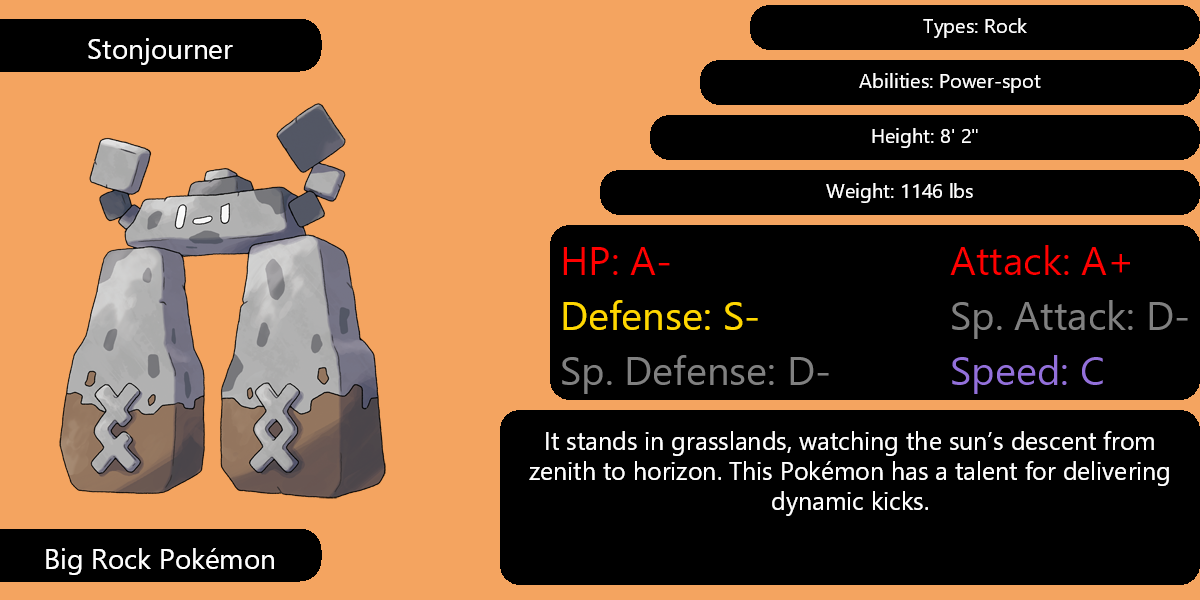 Stonjourner
Types: Rock
Abilities: Power-spot
Height: 8' 2"
Weight: 1146 lbs
HP: A-
Attack: A+
Defense: S-
Sp. Attack: D-
Sp. Defense: D-
Speed: C
It stands in grasslands, watching the sun’s descent from
zenith to horizon. This Pokémon has a talent for delivering
dynamic kicks.
Big Rock Pokémon